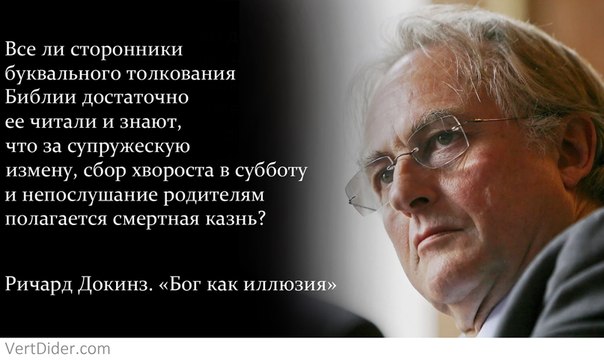 Все ли сторонники
буквального толкования
Библии достаточно
ее читали и знают,
что за супружескую
измену, сбор хвороста в субботу
и непослушание родителям
полагается смертная казнь?
Ричард Докинз. «Бог как иллюзия»
VertDider.com